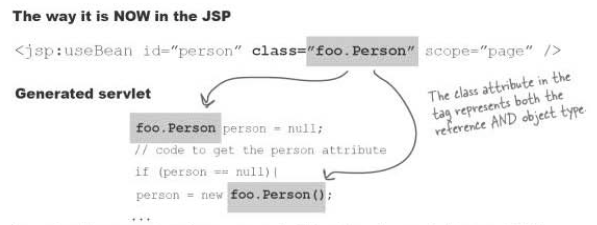 The way it is NOW in the JSP
<jsp:useBean id="person" class="foo.Person" scope="page" />
The class attribute in the
tag represents both the
reference AND object type.
Generated servlet
foo.Person person = null;
// code to get the person attribute
if (person == null){
person = new foo.Person();
...